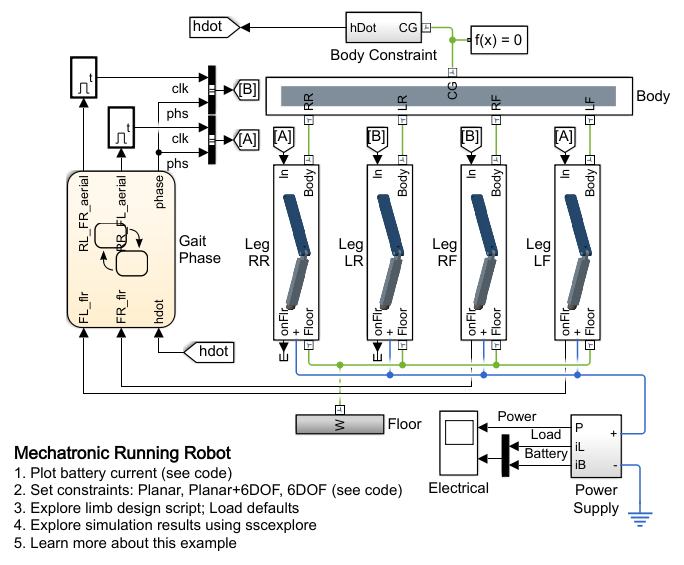 hdot
hDot
CG
f(x) = 0
Body Constraint
t
clk
[B]
phs
CG
RR
LR
RF
LF
Body
t
clk
[A]
phs
[A]
[B]
[B]
[A]
RL_FR_aerial
RR_FL_aerial
phase
In
Body
In
Body
In
Body
In
Body
Gait
Phase
Leg
RR
Leg
LR
Leg
RF
Leg
LF
FL_flr
FR_flr
hdot
onFlr
+
Floor
onFlr
+
Floor
onFlr
+
Floor
onFlr
+
Floor
hdot
W
Floor
Power
Load
Battery
P
iL
iB
+
-
Electrical
Power
Supply
Mechatronic Running Robot
1. Plot battery current (see code)
2. Set constraints: Planar, Planar+6DOF, 6DOF (see code)
3. Explore limb design script; Load defaults
4. Explore simulation results using sscexplore
5. Learn more about this example